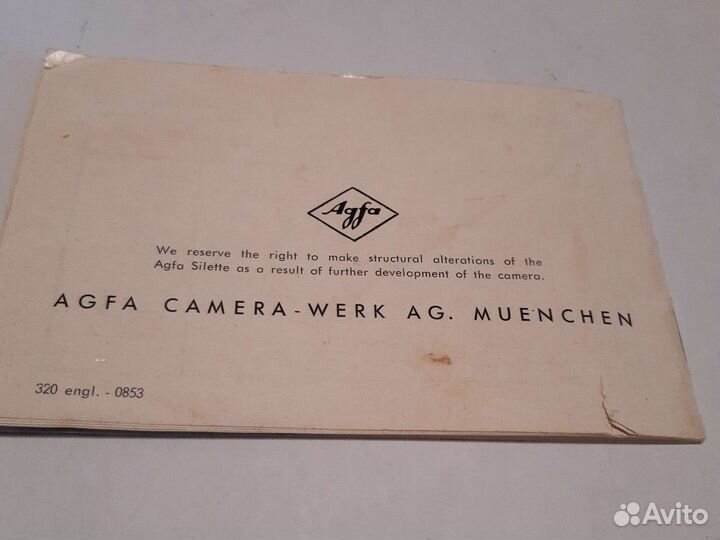 Agfa
We reserve the right to make structural alterations of the
Agfa Silette as a result of further development of the camera.
AGFA CAMERA-WERK AG. MUENCHEN
320 engl. - 0853
Avito